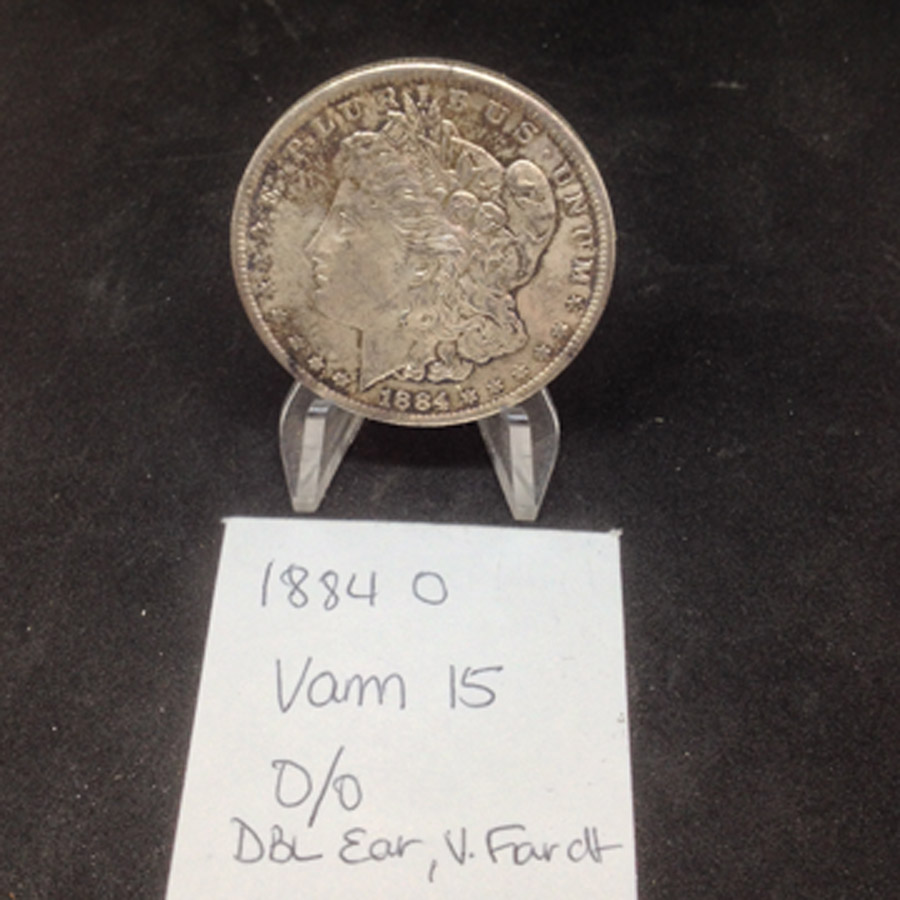 PLURIBUS · UNUM
1884
1884 O
Vam 15
O/O
DBL Ear, V. Far dt